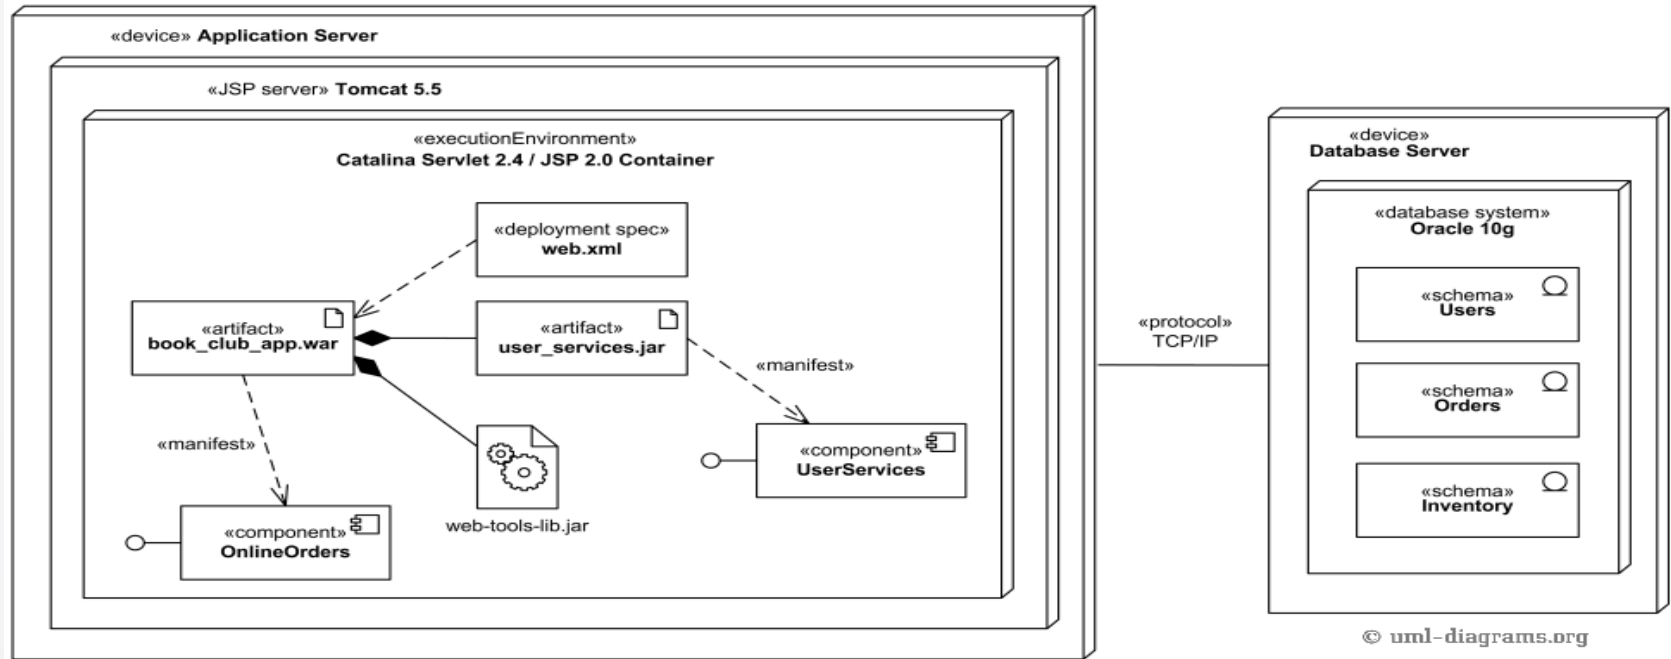 «device» Application Server
«JSP server» Tomcat 5.5
«executionEnvironment»
Catalina Servlet 2.4 / JSP 2.0 Container
«deployment spec»
web.xml
«artifact»
book_club_app.war
«artifact»
user_services.jar
«manifest»
«manifest»
«component»
UserServices
web-tools-lib.jar
«component»
OnlineOrders
«protocol»
TCP/IP
«device»
Database Server
«database system»
Oracle 10g
«schema»
Users
«schema»
Orders
«schema»
Inventory
© uml-diagrams.org